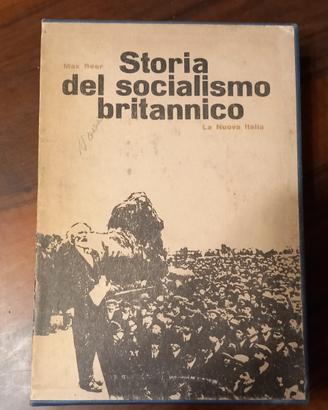 Max Beer
Storia
del socialismo
britannico
La Nuova Italia